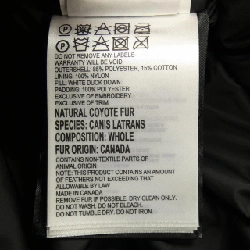 DO NOT REMOVE ANY LABELS
WARRANTY WILL BE VOID
OUTERSHELL: 85% POLYESTER, 15% COTTON
LINING: 100% NYLON
FILL: WHITE DUCK DOWN
PADDING: 100% POLYESTER
EXCLUSIVE OF DECORATION
EXCLUSIVE OF TRIM
NATURAL COYOTE FUR
SPECIES: CANIS LATRANS
COMPOSITION: WHOLE
FUR ORIGIN: CANADA
CONTAINS NON-TEXTILE PARTS OF
ANIMAL ORIGIN
NOTE: THIS PRODUCT CONTAINS AN AMOUNT
OF FEATHERS NOT EXCEEDING THAT
ALLOWABLE BY LAW
MADE IN CANADA
REMOVE FUR, IF POSSIBLE DRY CLEAN ONLY.
DO NOT WASH. DO NOT BLEACH.
DO NOT TUMBLE DRY. DO NOT IRON.